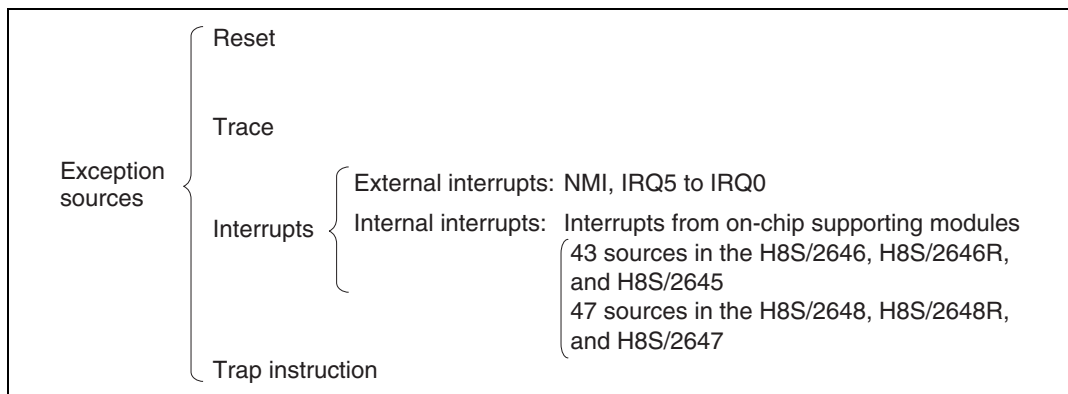 Reset
Trace
Exception
sources
Interrupts
External interrupts: NMI, IRQ5 to IRQ0
Internal interrupts: Interrupts from on-chip supporting modules
43 sources in the H8S/2646, H8S/2646R,
and H8S/2645
47 sources in the H8S/2648, H8S/2648R,
and H8S/2647
Trap instruction